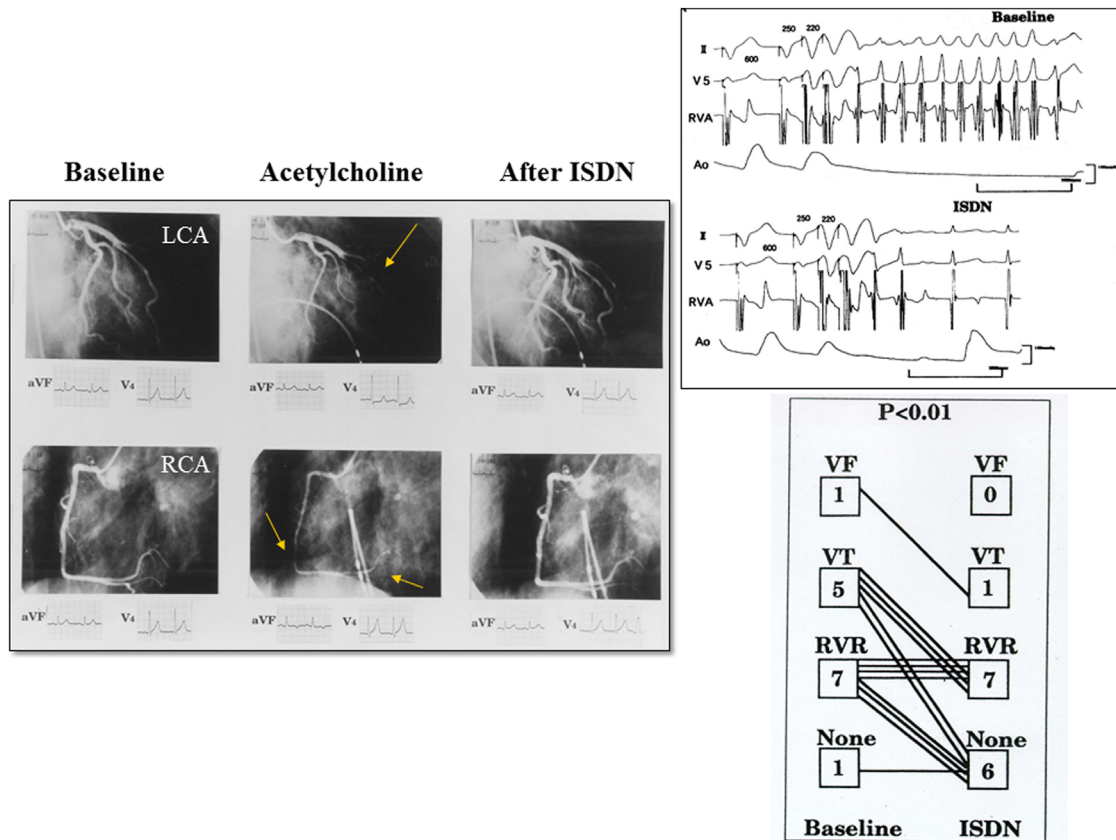 Baseline Acetylcholine After ISDN
LCA
aVF V4 aVF V4 aVF V4
RCA
aVF V4 aVF V4 aVF V4
Baseline
250 220
I
600
V5
RVA
Ao
ISDN
250 220
I
600
V5
RVA
Ao
P<0.01
VF VF
1 0
VT VT
5 1
RVR RVR
7 7
None None
1 6
Baseline ISDN